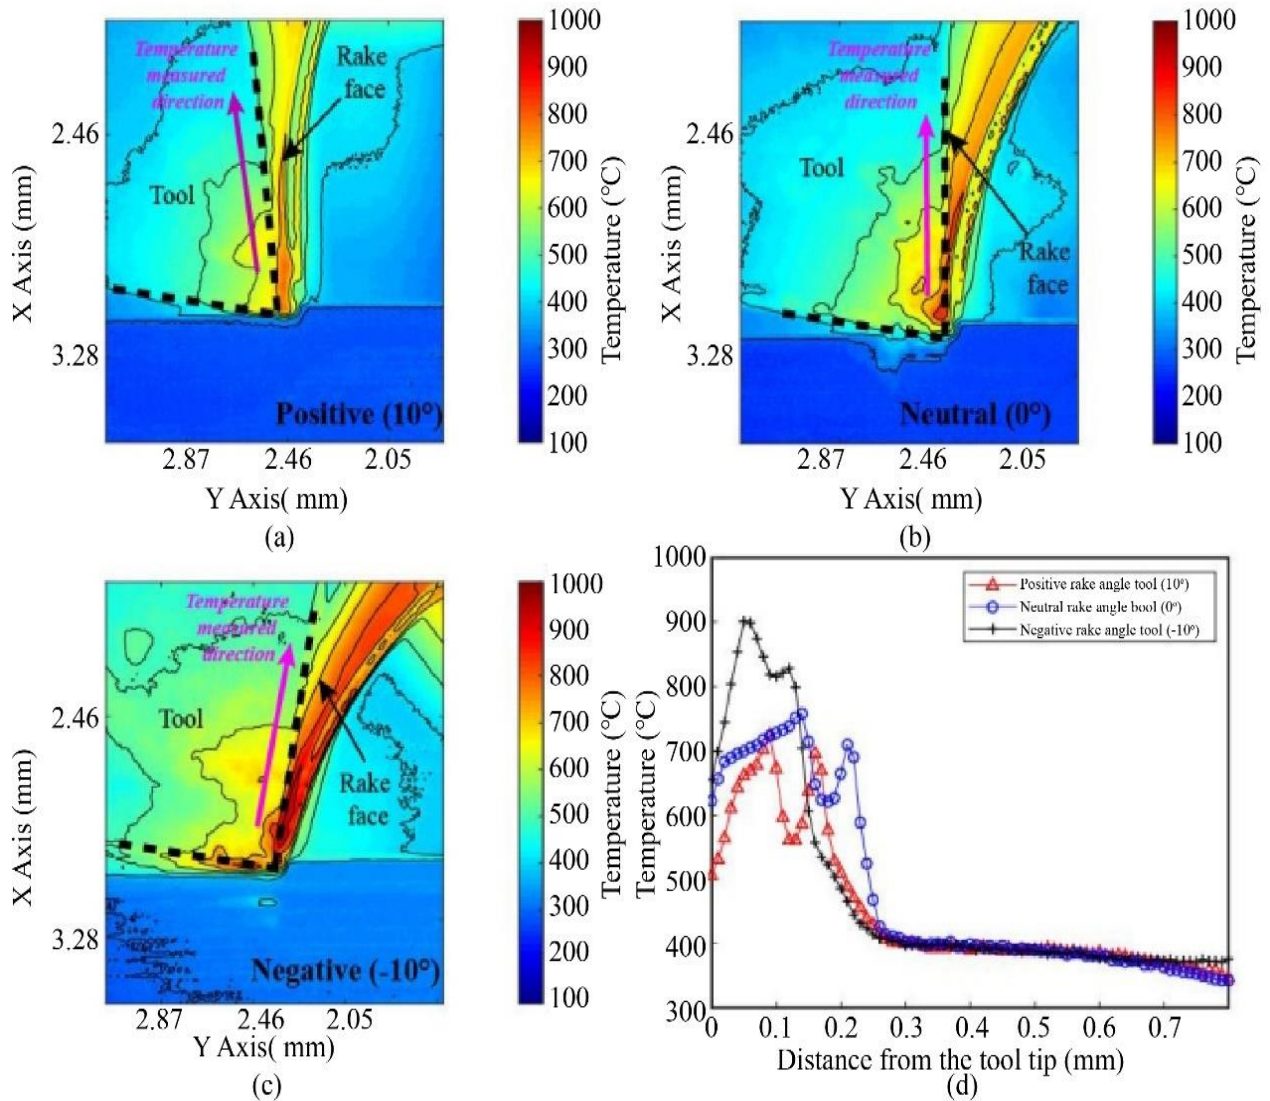 Temperature
measured
direction
Rake
face
Tool
Positive (10°)
X Axis (mm)
2.46
3.28
2.87
2.46
2.05
Y Axis( mm)
(a)
1000
900
800
700
600
500
400
300
200
100
Temperature (°C)
Temperature
measured
direction
Tool
Rake
face
Neutral (0°)
X Axis (mm)
2.46
3.28
2.87
2.46
2.05
Y Axis( mm)
(b)
1000
900
800
700
600
500
400
300
200
100
Temperature (°C)
Temperature
measured
direction
Tool
Rake
face
Negative (-10°)
X Axis (mm)
2.46
3.28
2.87
2.46
2.05
Y Axis( mm)
(c)
1000
900
800
700
600
500
400
300
200
100
Temperature (°C)
Temperature (°C)
1000
900
800
700
600
500
400
300
Positive rake angle tool (10°)
Neutral rake angle bool (0°)
Negative rake angle tool (-10°)
0
0.1
0.2
0.3
0.4
0.5
0.6
0.7
Distance from the tool tip (mm)
(d)